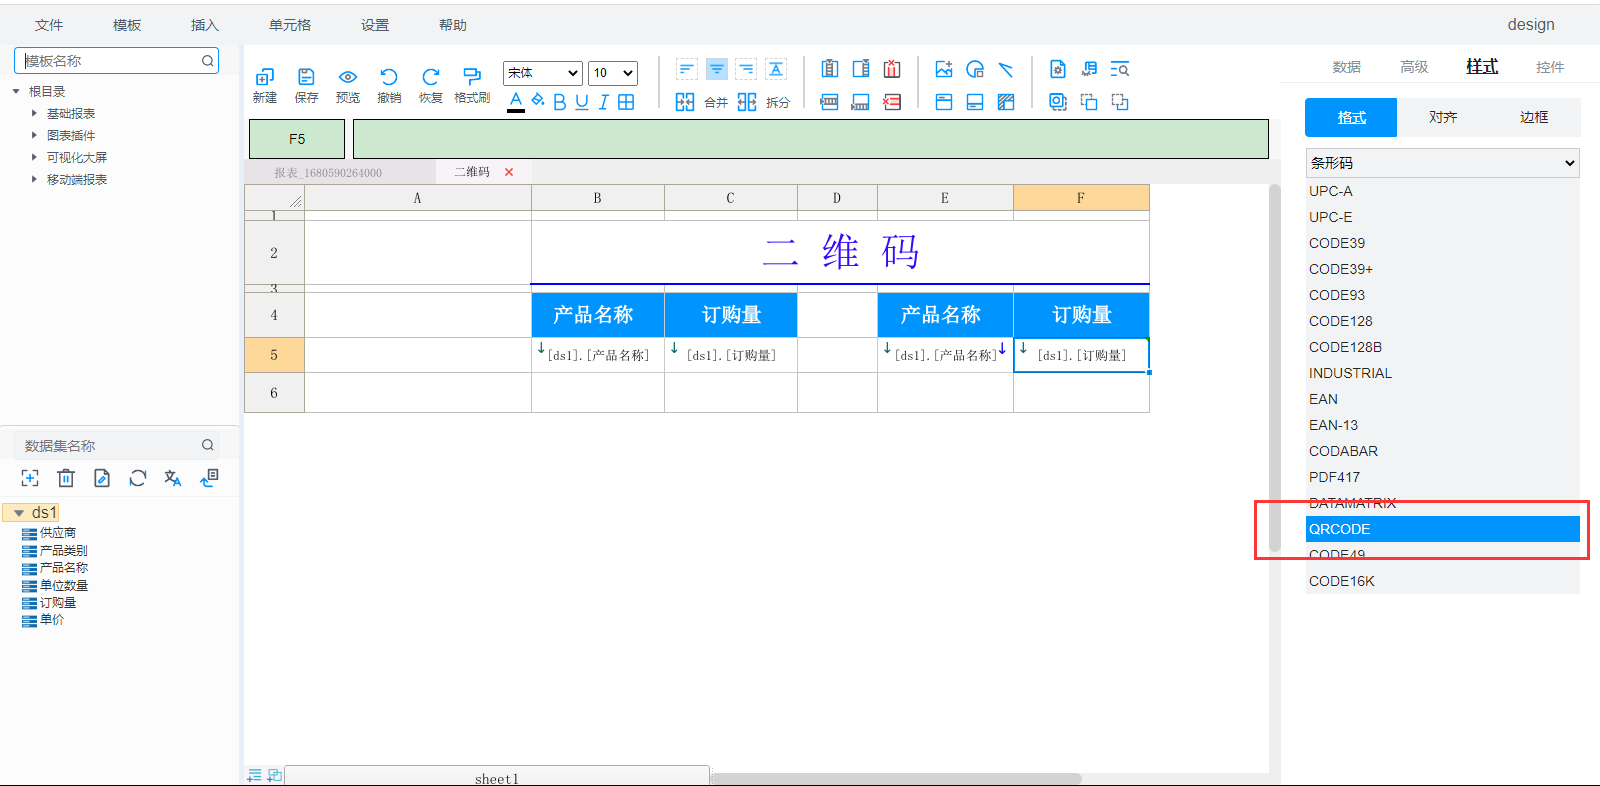 文件 模板 插入 单元格 设置 帮助 design
模板名称
根目录
基础报表
图表插件
可视化大屏
移动端报表
新建 保存 预览 撤销 恢复 格式刷
宋体 10
A B U I
合并 拆分
数据 高级 样式 控件
格式 对齐 边框
F5
报表_1680590264000 二维码
A B C D E F
1
2 二 维 码
3
4 产品名称 订购量 产品名称 订购量
5 [ds1].[产品名称] [ds1].[订购量] [ds1].[产品名称] [ds1].[订购量]
6
条形码
UPC-A
UPC-E
CODE39
CODE39+
CODE93
CODE128
CODE128B
INDUSTRIAL
EAN
EAN-13
CODABAR
PDF417
DATAMATRIX
QRCODE
CODE49
CODE16K
数据集名称
ds1
供应商
产品类别
产品名称
单位数量
订购量
单价
sheet1